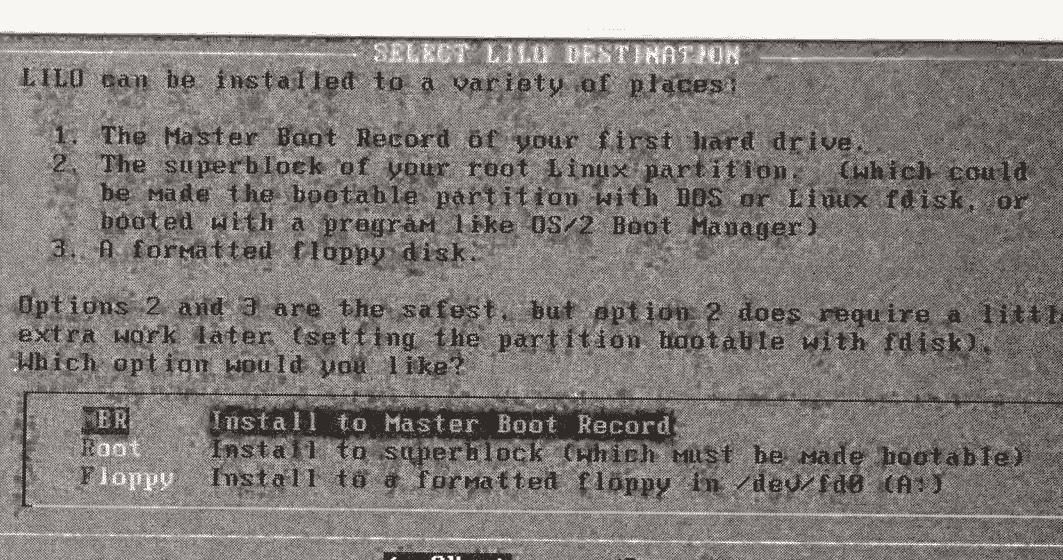 SELECT LILO DESTINATION
LILO can be installed to a variety of places:
1. The Master Boot Record of your first hard drive.
2. The superblock of your root Linux partition. (which could
be made the bootable partition with DOS or Linux fdisk, or
booted with a program like OS/2 Boot Manager)
3. A formatted floppy disk.
Options 2 and 3 are the safest, but option 2 does require a littl
extra work later (setting the partition bootable with fdisk).
Which option would you like?
MBR Install to Master Boot Record
Root Install to superblock (which must be made bootable)
Floppy Install to a formatted floppy in /dev/fd0 (A:)